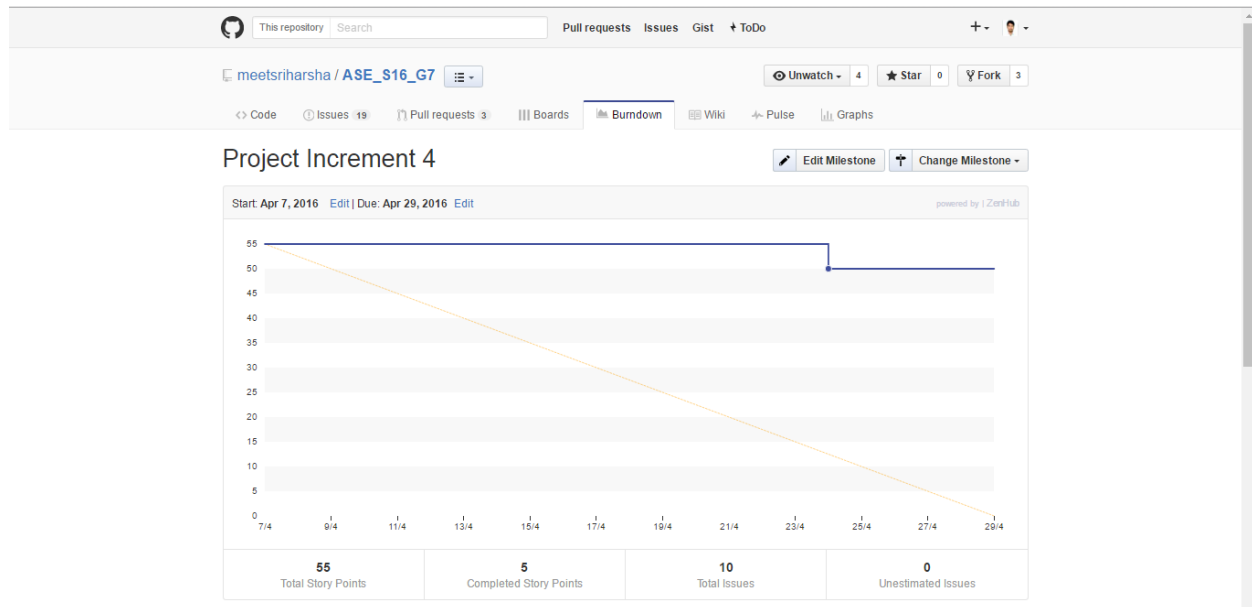 This repository Search Pull requests Issues Gist ToDo
meetsriharsha / ASE_S16_G7 Unwatch 4 Star 0 Fork 3
Code Issues 19 Pull requests 3 Boards Burndown Wiki Pulse Graphs
Project Increment 4 Edit Milestone Change Milestone
Start: Apr 7, 2016 Edit | Due: Apr 29, 2016 Edit powered by | ZenHub
55
50
45
40
35
30
25
20
15
10
5
0
7/4 9/4 11/4 13/4 15/4 17/4 19/4 21/4 23/4 25/4 27/4 29/4
55 5 10 0
Total Story Points Completed Story Points Total Issues Unestimated Issues